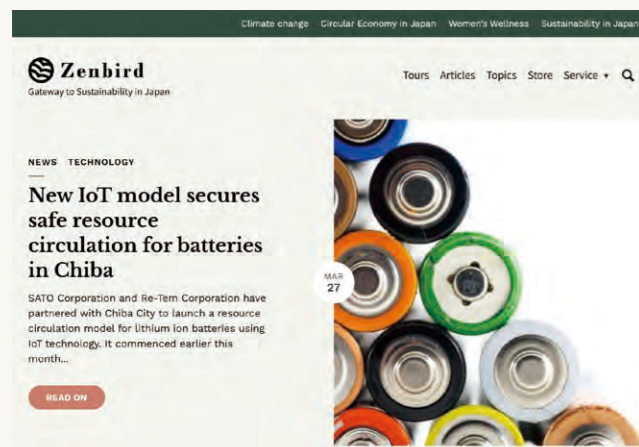 Climate change Circular Economy in Japan Women's Wellness Sustainability in Japan
Zenbird
Gateway to Sustainability in Japan
Tours Articles Topics Store Service
NEWS TECHNOLOGY
New IoT model secures
safe resource
circulation for batteries
in Chiba
SATO Corporation and Re-Tem Corporation have
partnered with Chiba City to launch a resource
circulation model for lithium ion batteries using
IoT technology. It commenced earlier this
month...
MAR
27
READ ON